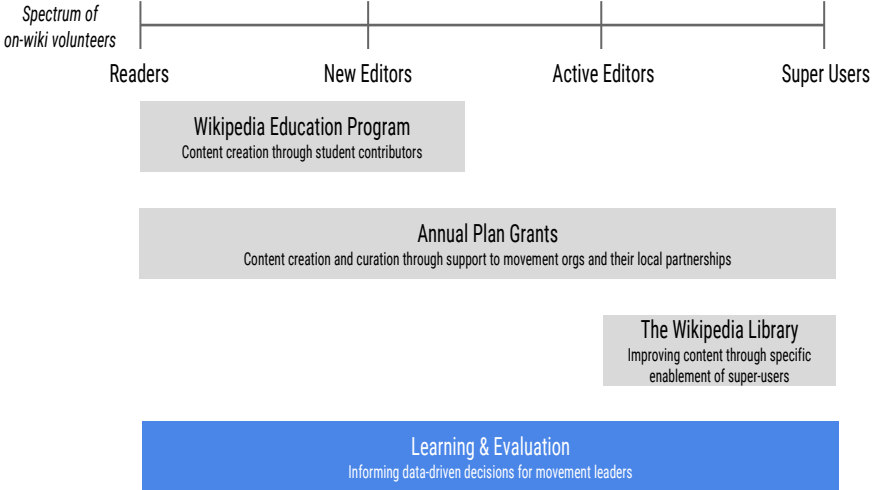 Spectrum of
on-wiki volunteers
Readers New Editors Active Editors Super Users
Wikipedia Education Program
Content creation through student contributors
Annual Plan Grants
Content creation and curation through support to movement orgs and their local partnerships
The Wikipedia Library
Improving content through specific
enablement of super-users
Learning & Evaluation
Informing data-driven decisions for movement leaders